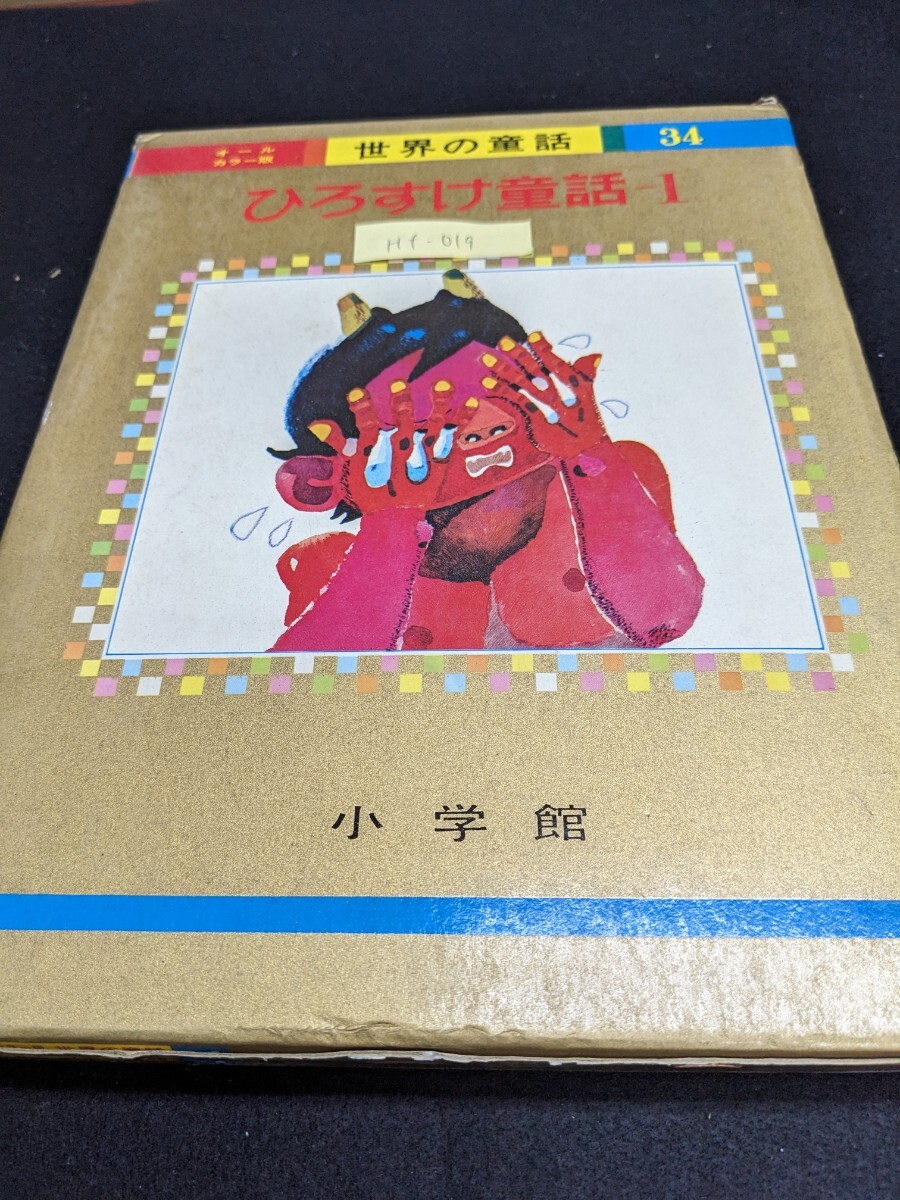 オール
カラー版
世界の童話
34
ひろすけ童話-1
Hf-019
小学館